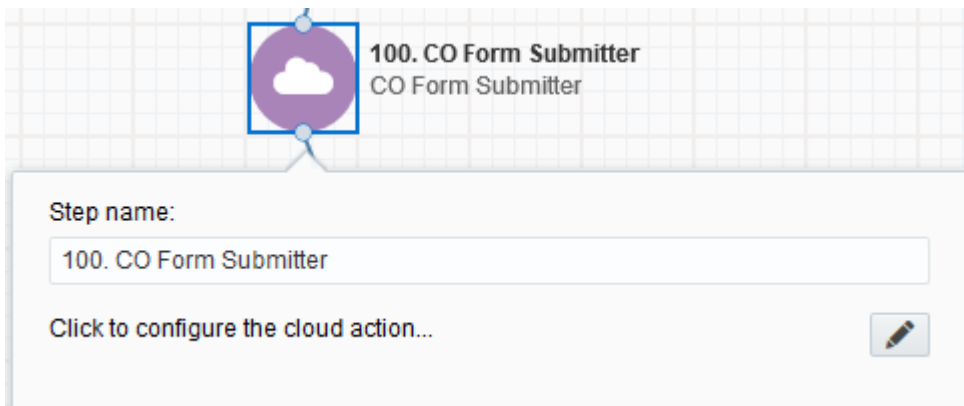 100. CO Form Submitter
CO Form Submitter
Step name:
100. CO Form Submitter
Click to configure the cloud action...